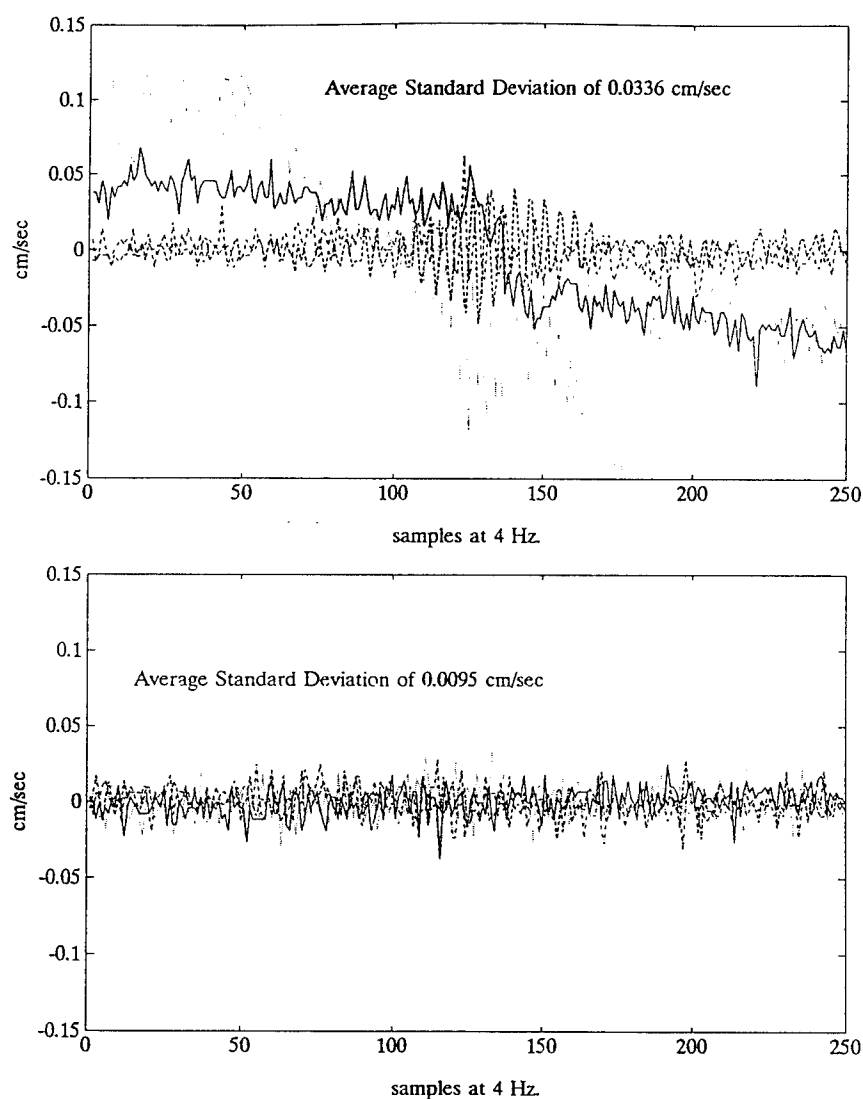 0.15
Average Standard Deviation of 0.0336 cm/sec
0.1
0.05
cm/sec
0
-0.05
-0.1
-0.15
0 50 100 150 200 250
samples at 4 Hz.
0.15
0.1
Average Standard Deviation of 0.0095 cm/sec
0.05
cm/sec
0
-0.05
-0.1
-0.15
0 50 100 150 200 250
samples at 4 Hz.